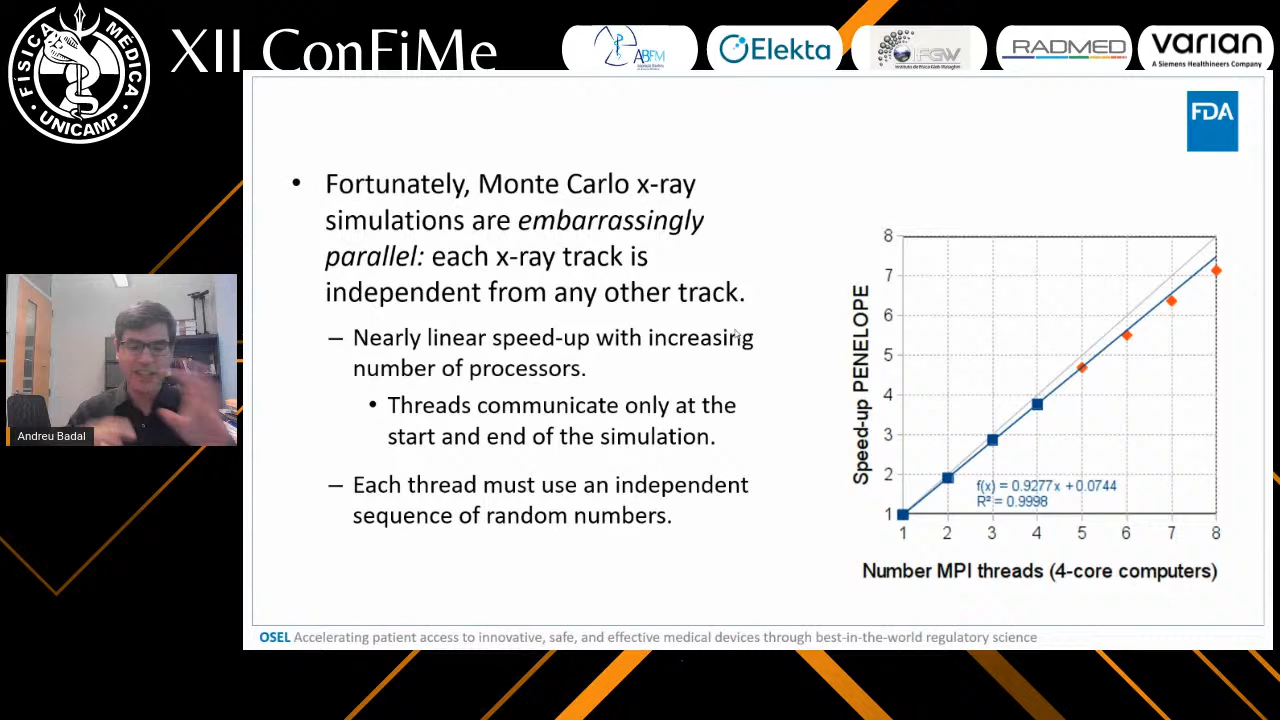 FÍSICA MÉDICA
UNICAMP
XII ConFiMe
ABFM
Elekta
IFGW
RADMED
varian
A Siemens Healthineers Company
FDA
• Fortunately, Monte Carlo x-ray
simulations are embarrassingly
parallel: each x-ray track is
independent from any other track.
– Nearly linear speed-up with increasing
number of processors.
• Threads communicate only at the
start and end of the simulation.
– Each thread must use an independent
sequence of random numbers.
Speed-up PENELOPE
8
7
6
5
4
3
2
1
f(x) = 0.9277x + 0.0744
R² = 0.9998
1 2 3 4 5 6 7 8
Number MPI threads (4-core computers)
Andreu Badal
OSEL Accelerating patient access to innovative, safe, and effective medical devices through best-in-the-world regulatory science